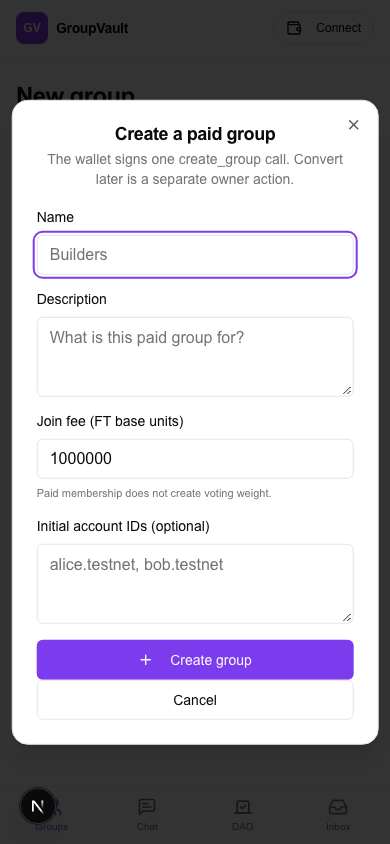 GV
GroupVault
Connect
New group
Create a paid group
The wallet signs one create_group call. Convert
later is a separate owner action.
Name
Builders
Description
What is this paid group for?
Join fee (FT base units)
1000000
Paid membership does not create voting weight.
Initial account IDs (optional)
alice.testnet, bob.testnet
Create group
Cancel
N
Groups
Chat
DAO
Inbox